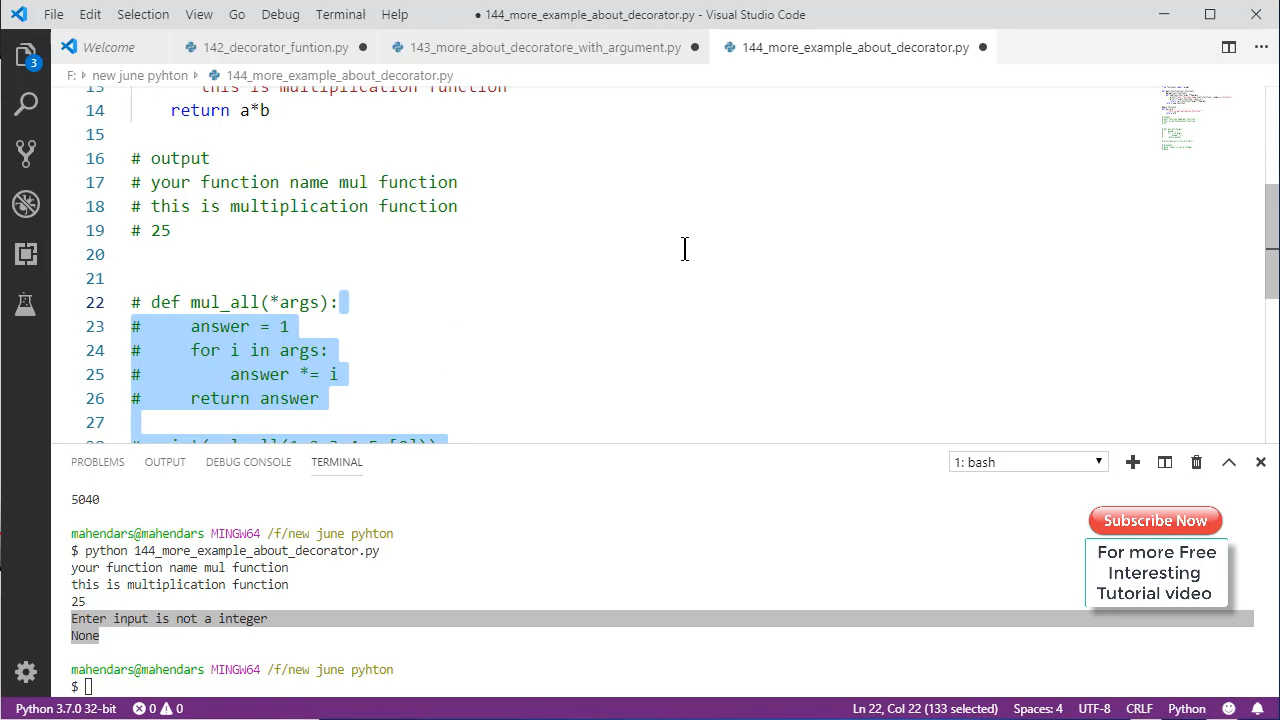 File Edit Selection View Go Debug Terminal Help
● 144_more_example_about_decorator.py - Visual Studio Code
Welcome 142_decorator_funtion.py 143_more_about_decoratore_with_argument.py 144_more_example_about_decorator.py
F: new june pyhton 144_more_example_about_decorator.py
13 this is multiplication function
14 return a*b
15
16 # output
17 # your function name mul function
18 # this is multiplication function
19 # 25
20
21
22 # def mul_all(*args):
23 # answer = 1
24 # for i in args:
25 # answer *= i
26 # return answer
27
3
PROBLEMS OUTPUT DEBUG CONSOLE TERMINAL 1: bash
5040
mahendars@mahendars MINGW64 /f/new june pyhton
$ python 144_more_example_about_decorator.py
your function name mul function
this is multiplication function
25
Enter input is not a integer
None
mahendars@mahendars MINGW64 /f/new june pyhton
$
Subscribe Now
For more Free
Interesting
Tutorial video
Python 3.7.0 32-bit 0 0 Ln 22, Col 22 (133 selected) Spaces: 4 UTF-8 CRLF Python